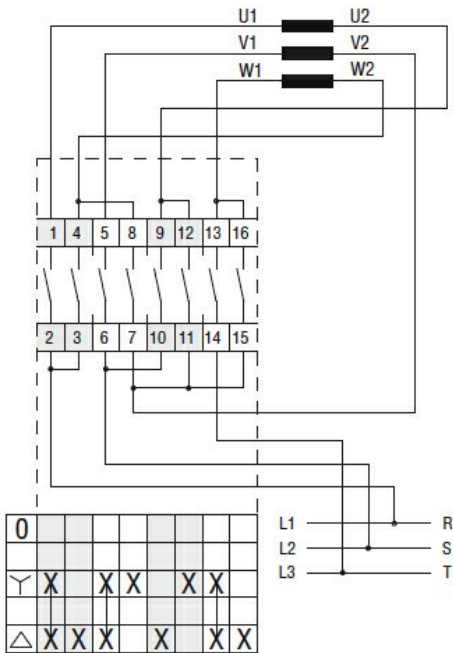 U1 U2
V1 V2
W1 W2
1 4 5 8 9 12 13 16
2 3 6 7 10 11 14 15
L1 R
L2 S
L3 T
0
Y X X X X X
△ X X X X X X